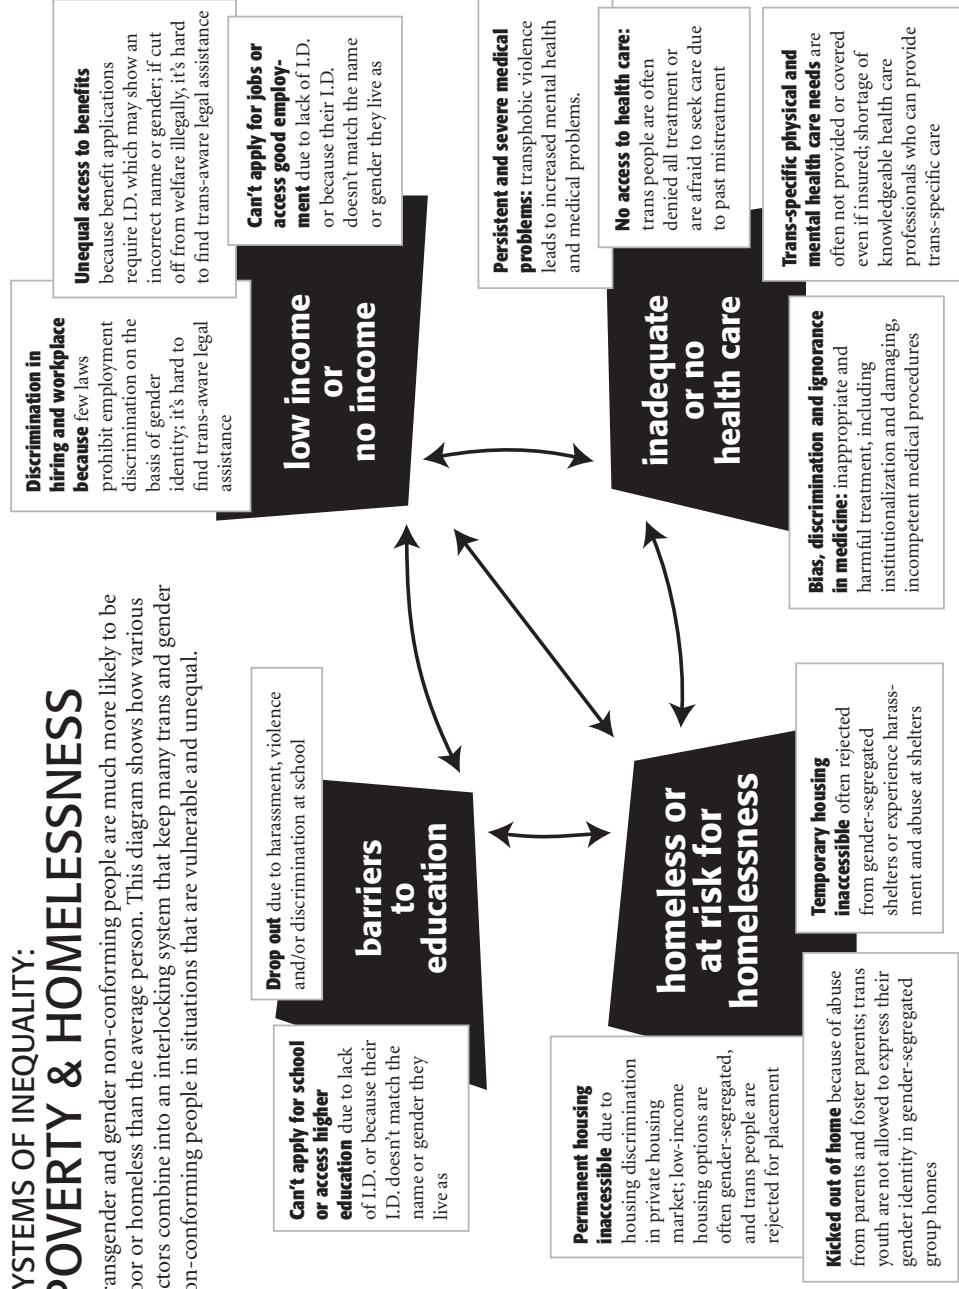 YSTEMS OF INEQUALITY:
POVERTY & HOMELESSNESS
ransgender and gender non-conforming people are much more likely to be
oor or homeless than the average person. This diagram shows how various
ctors combine into an interlocking system that keep many trans and gender
on-conforming people in situations that are vulnerable and unequal.
Can't apply for school
or access higher
education due to lack
of I.D. or because their
I.D. doesn't match the
name or gender they
live as
Drop out due to harassment, violence
and/or discrimination at school
barriers
to
education
Discrimination in
hiring and workplace
because few laws
prohibit employment
discrimination on the
basis of gender
identity; it's hard to
find trans-aware legal
assistance
Unequal access to benefits
because benefit applications
require I.D. which may show an
incorrect name or gender; if cut
off from welfare illegally, it's hard
to find trans-aware legal assistance
Can't apply for jobs or
access good employ-
ment due to lack of I.D.
or because their I.D.
doesn't match the name
or gender they live as
low income
or
no income
Permanent housing
inaccessible due to
housing discrimination
in private housing
market; low-income
housing options are
often gender-segregated,
and trans people are
rejected for placement
homeless or
at risk for
homelessness
Kicked out of home because of abuse
from parents and foster parents; trans
youth are not allowed to express their
gender identity in gender-segregated
group homes
Temporary housing
inaccessible often rejected
from gender-segregated
shelters or experience harass-
ment and abuse at shelters
Persistent and severe medical
problems: transphobic violence
leads to increased mental health
and medical problems.
No access to health care:
trans people are often
denied all treatment or
are afraid to seek care due
to past mistreatment
inadequate
or no
health care
Trans-specific physical and
mental health care needs are
often not provided or covered
even if insured; shortage of
knowledgeable health care
professionals who can provide
trans-specific care
Bias, discrimination and ignorance
in medicine: inappropriate and
harmful treatment, including
institutionalization and damaging,
incompetent medical procedures